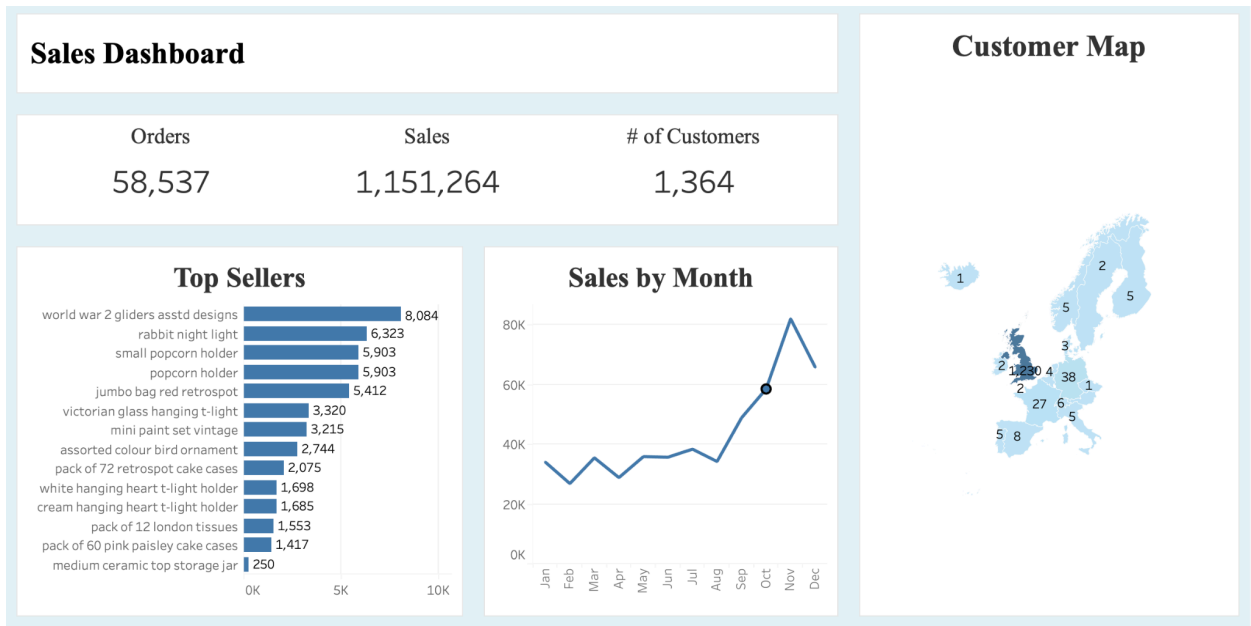 Sales Dashboard
Orders Sales # of Customers
58,537 1,151,264 1,364
Top Sellers
world war 2 gliders asstd designs 8,084
rabbit night light 6,323
small popcorn holder 5,903
popcorn holder 5,903
jumbo bag red retrospot 5,412
victorian glass hanging t-light 3,320
mini paint set vintage 3,215
assorted colour bird ornament 2,744
pack of 72 retrospot cake cases 2,075
white hanging heart t-light holder 1,698
cream hanging heart t-light holder 1,685
pack of 12 london tissues 1,553
pack of 60 pink paisley cake cases 1,417
medium ceramic top storage jar 250
0K 5K 10K
Sales by Month
80K
60K
40K
20K
0K
Jan Feb Mar Apr May Jun Jul Aug Sep Oct Nov Dec
Customer Map
2
1
5
5
3
2 1,230 4 38 1
2
27 6
5
5 8